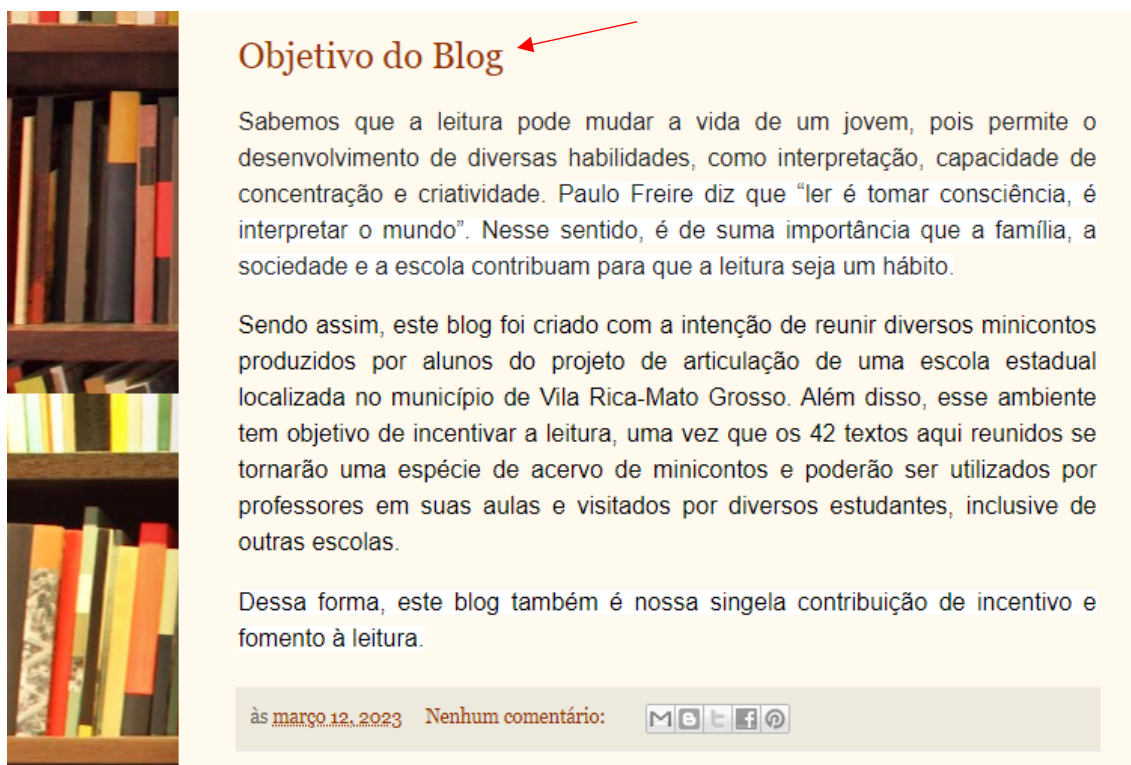 Objetivo do Blog
Sabemos que a leitura pode mudar a vida de um jovem, pois permite o
desenvolvimento de diversas habilidades, como interpretação, capacidade de
concentração e criatividade. Paulo Freire diz que “ler é tomar consciência, é
interpretar o mundo”. Nesse sentido, é de suma importância que a família, a
sociedade e a escola contribuam para que a leitura seja um hábito.
Sendo assim, este blog foi criado com a intenção de reunir diversos minicontos
produzidos por alunos do projeto de articulação de uma escola estadual
localizada no município de Vila Rica-Mato Grosso. Além disso, esse ambiente
tem objetivo de incentivar a leitura, uma vez que os 42 textos aqui reunidos se
tornarão uma espécie de acervo de minicontos e poderão ser utilizados por
professores em suas aulas e visitados por diversos estudantes, inclusive de
outras escolas.
Dessa forma, este blog também é nossa singela contribuição de incentivo e
fomento à leitura.
às março 12, 2023 Nenhum comentário: